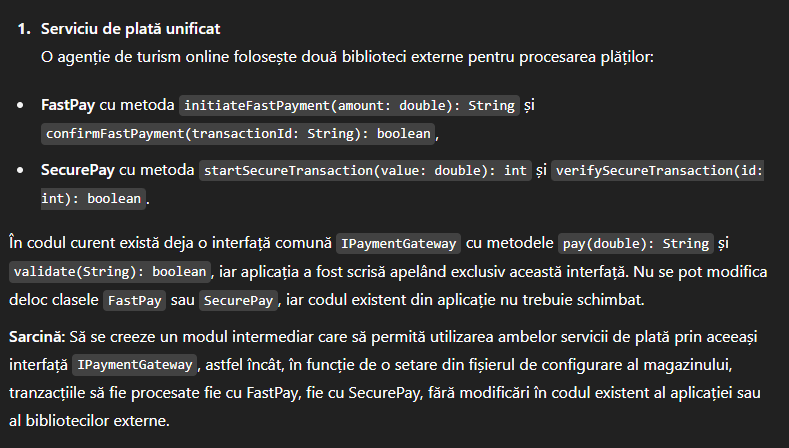 1. Serviciu de plată unificat
O agenție de turism online folosește două biblioteci externe pentru procesarea plăților:
• FastPay cu metoda initiateFastPayment(amount: double): String și
confirmFastPayment(transactionId: String): boolean,
• SecurePay cu metoda startSecureTransaction(value: double): int și verifySecureTransaction(id:
int): boolean.
În codul curent există deja o interfață comună IPaymentGateway cu metodele pay(double): String și
validate(String): boolean, iar aplicația a fost scrisă apelând exclusiv această interfață. Nu se pot modifica
deloc clasele FastPay sau SecurePay, iar codul existent din aplicație nu trebuie schimbat.
Sarcină: Să se creeze un modul intermediar care să permită utilizarea ambelor servicii de plată prin aceeași
interfață IPaymentGateway, astfel încât, în funcție de o setare din fișierul de configurare al magazinului,
tranzacțiile să fie procesate fie cu FastPay, fie cu SecurePay, fără modificări în codul existent al aplicației sau
al bibliotecilor externe.